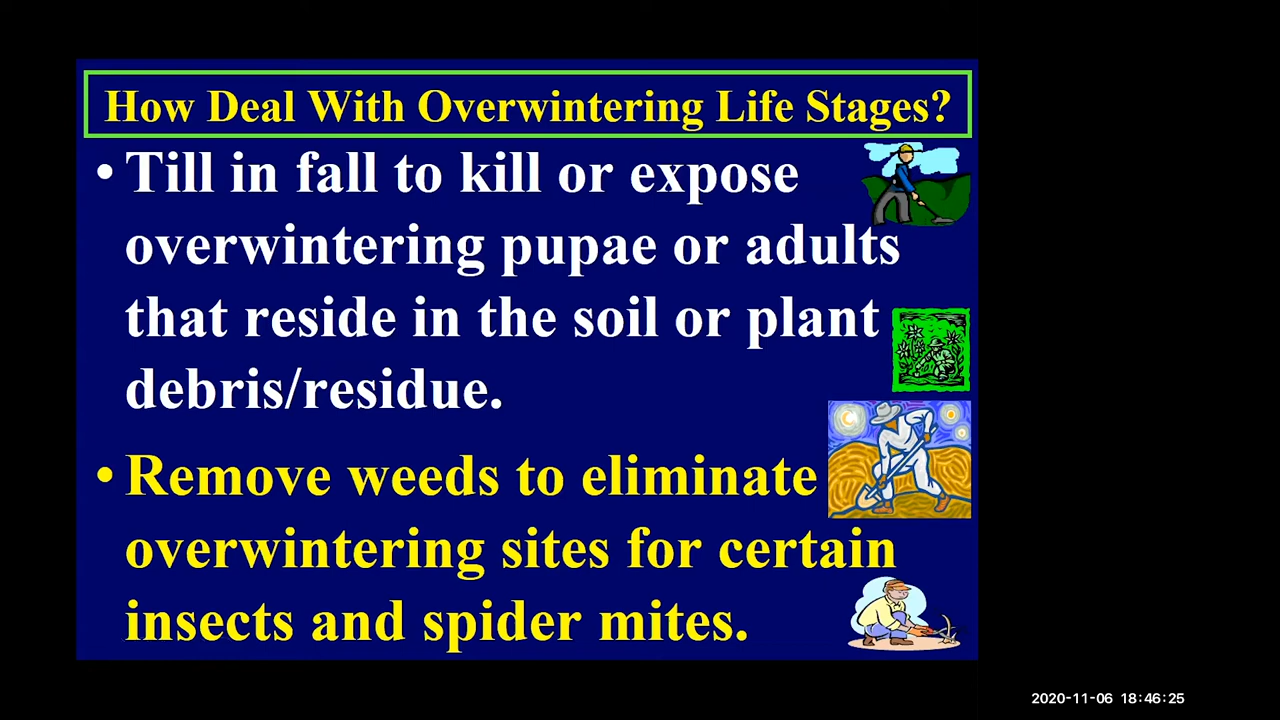 How Deal With Overwintering Life Stages?
• Till in fall to kill or expose
overwintering pupae or adults
that reside in the soil or plant
debris/residue.
• Remove weeds to eliminate
overwintering sites for certain
insects and spider mites.
2020-11-06 18:46:25